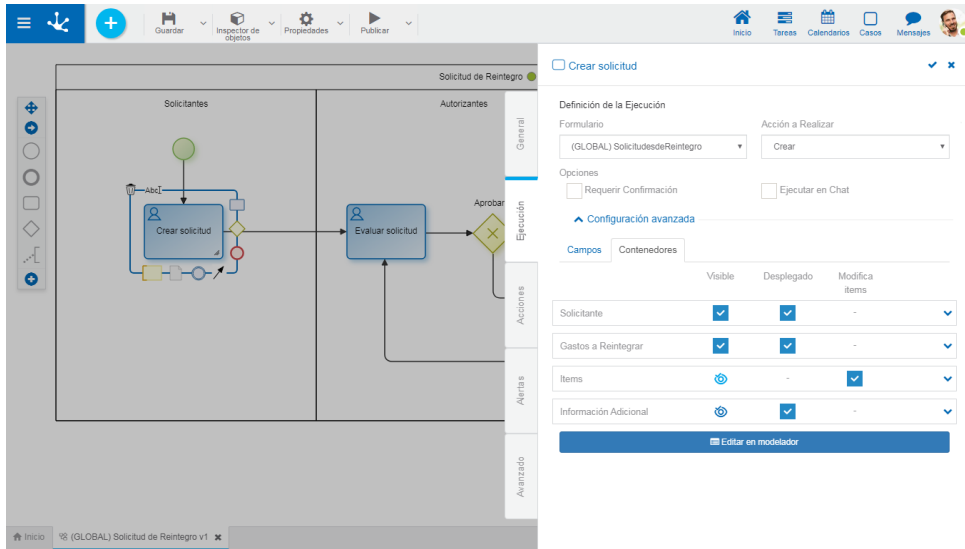 Guardar
Inspector de
objetos
Propiedades
Publicar
Inicio
Tareas
Calendarios
Casos
Mensajes
Solicitud de Reintegro
Solicitantes
Autorizantes
Abc
Crear solicitud
Evaluar solicitud
Aprobar
General
Ejecución
Acciones
Alertas
Avanzado
Crear solicitud
Definición de la Ejecución
Formulario
Acción a Realizar
(GLOBAL) SolicitudesdeReintegro
Crear
Opciones
Requerir Confirmación
Ejecutar en Chat
Configuración avanzada
Campos
Contenedores
Visible
Desplegado
Modifica
items
Solicitante
-
Gastos a Reintegrar
-
Items
-
Información Adicional
-
Editar en modelador
Inicio
(GLOBAL) Solicitud de Reintegro v1